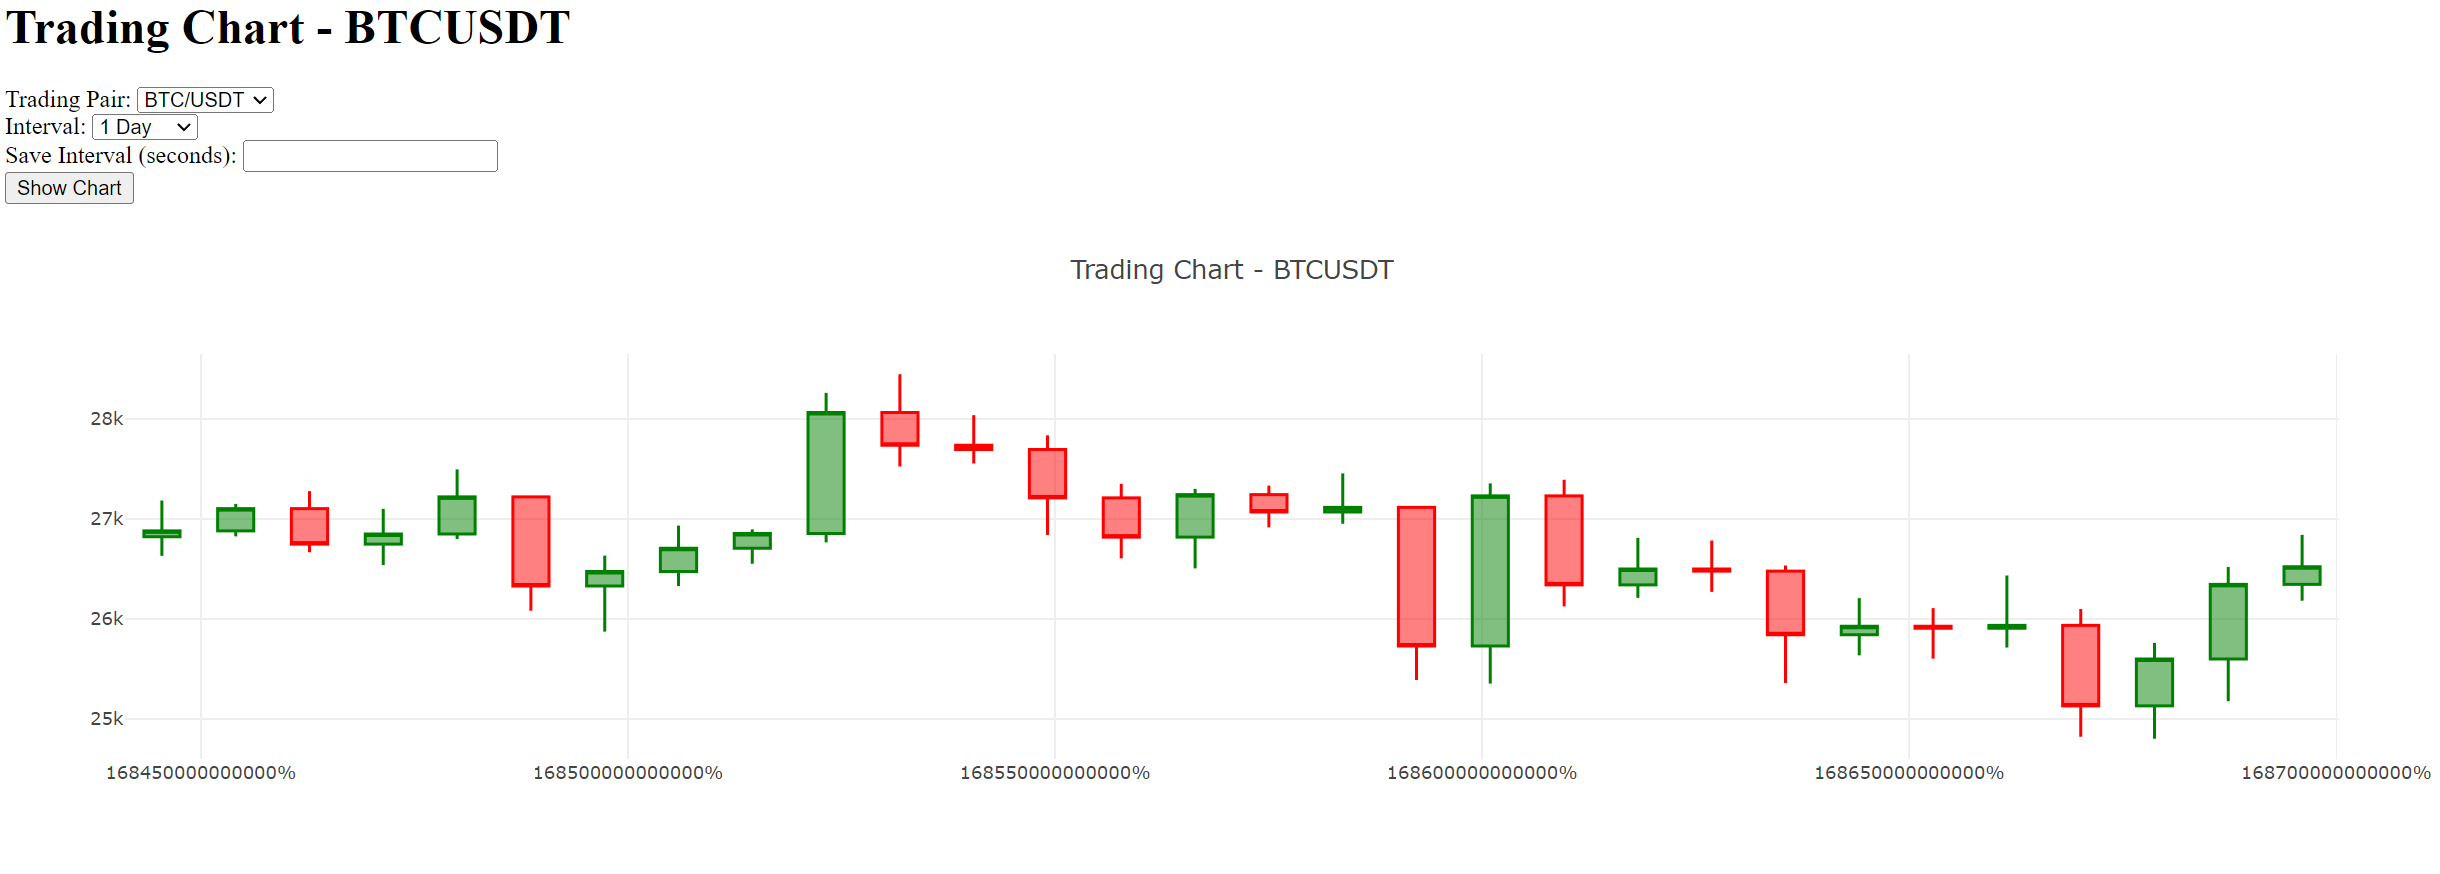 Trading Chart - BTCUSDT
Trading Pair: BTC/USDT
Interval: 1 Day
Save Interval (seconds):
Show Chart
Trading Chart - BTCUSDT
28k
27k
26k
25k
168450000000000% 168500000000000% 168550000000000% 168600000000000% 168650000000000% 168700000000000%